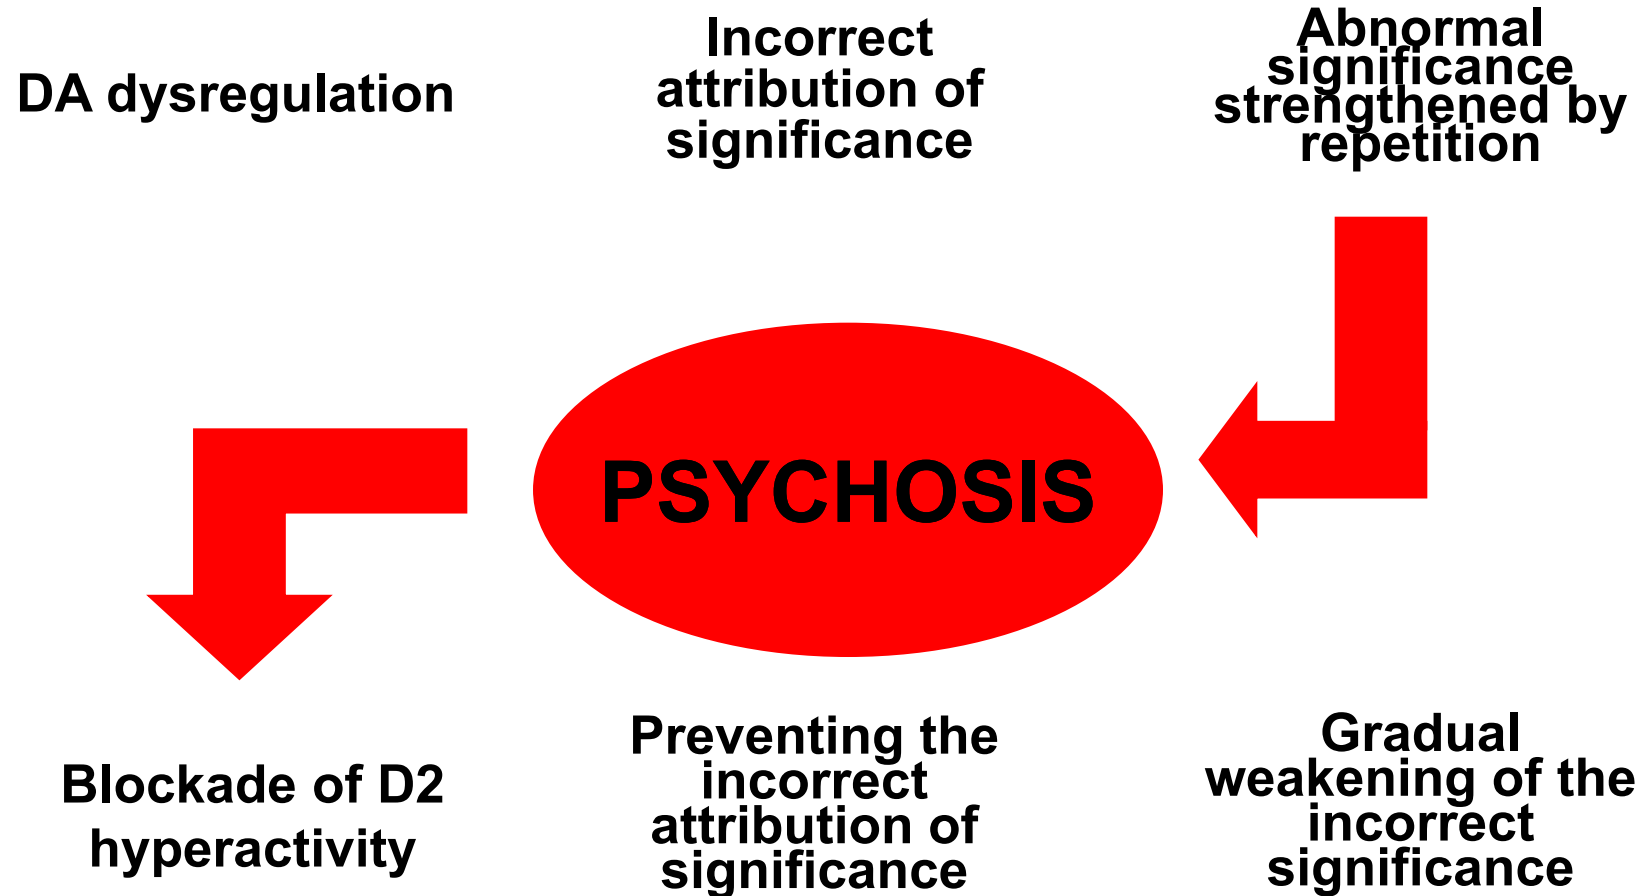 DA dysregulation
Incorrect
attribution of
significance
Abnormal
significance
strengthened by
repetition
PSYCHOSIS
Blockade of D2
hyperactivity
Preventing the
incorrect
attribution of
significance
Gradual
weakening of the
incorrect
significance